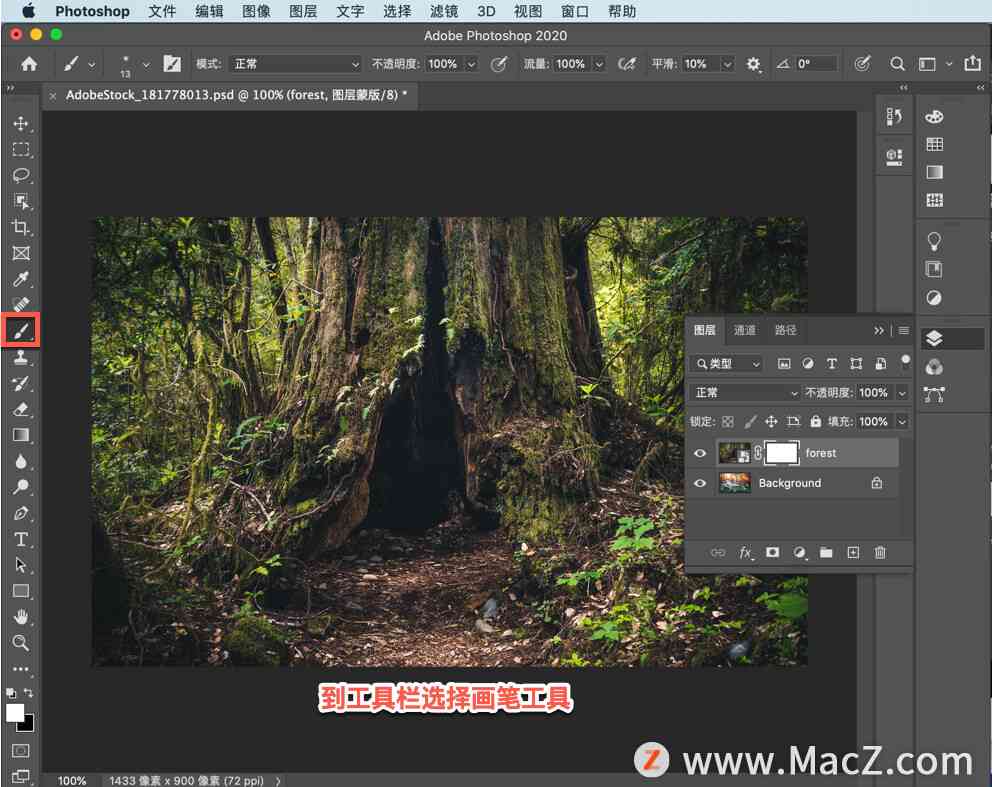 Photoshop 文件 编辑 图像 图层 文字 选择 滤镜 3D 视图 窗口 帮助
Adobe Photoshop 2020
13 模式: 正常 不透明度: 100% 流量: 100% 平滑: 10% 0°
× AdobeStock_181778013.psd @ 100% (forest, 图层蒙版/8) *
图层 通道 路径
类型
正常 不透明度: 100%
锁定: 填充: 100%
forest
Background
fx
到工具栏选择画笔工具
100% 1433 像素 x 900 像素 (72 ppi)
www.MacZ.com